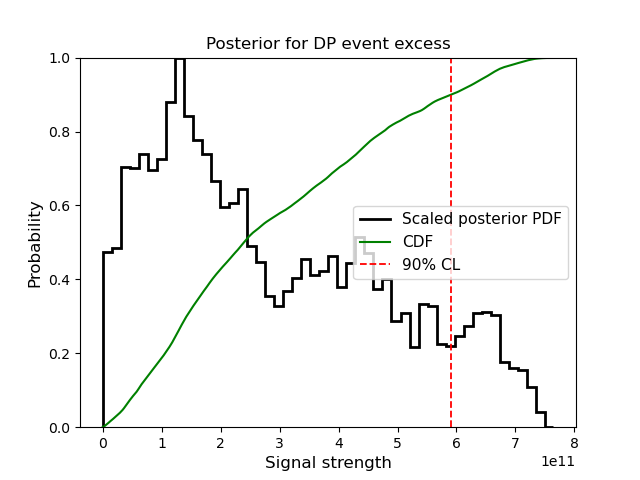 Posterior for DP event excess
1.0
0.8
0.6
0.4
0.2
0.0
Probability
Scaled posterior PDF
CDF
90% CL
0 1 2 3 4 5 6 7 8
1e11
Signal strength